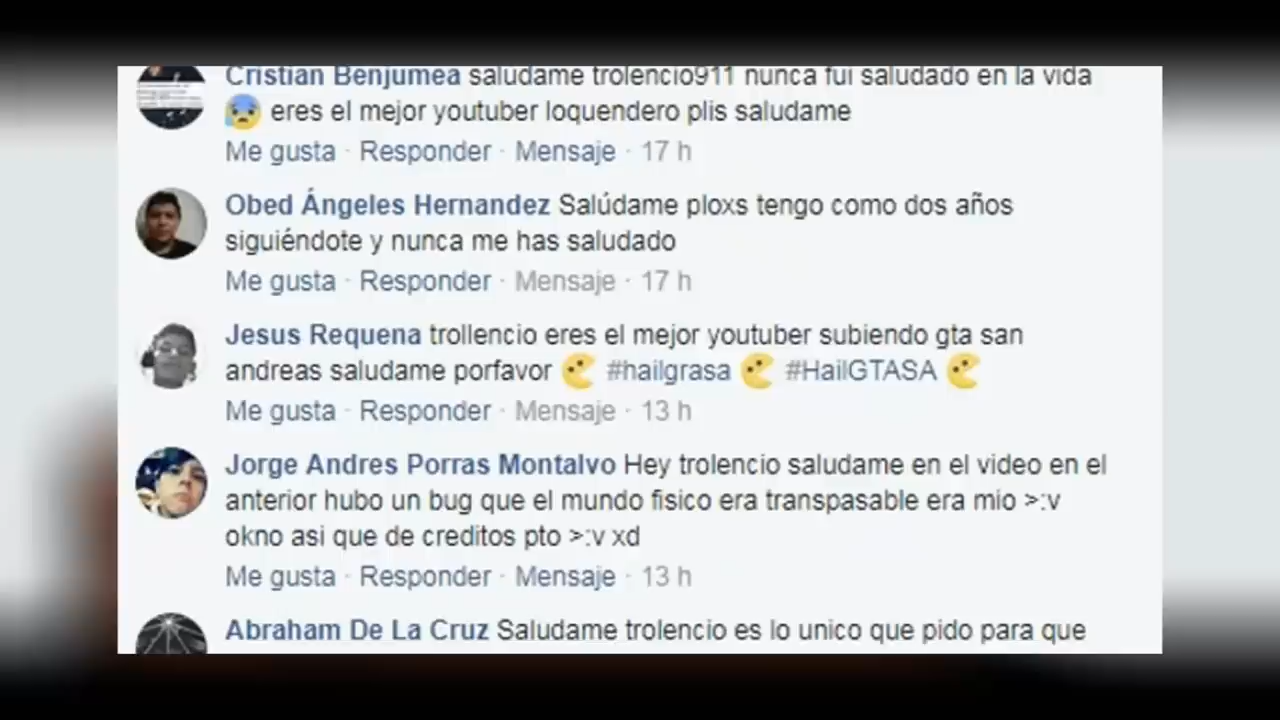 Cristian Benjumea saludame trolencio911 nunca fui saludado en la vida
eres el mejor youtuber loquendero plis saludame
Me gusta · Responder · Mensaje · 17 h
Obed Ángeles Hernandez Salúdame ploxs tengo como dos años
siguiéndote y nunca me has saludado
Me gusta · Responder · Mensaje · 17 h
Jesus Requena trollencio eres el mejor youtuber subiendo gta san
andreas saludame porfavor #hailgrasa #HailGTASA
Me gusta · Responder · Mensaje · 13 h
Jorge Andres Porras Montalvo Hey trolencio saludame en el video en el
anterior hubo un bug que el mundo fisico era transpasable era mio >:v
okno asi que de creditos pto >:v xd
Me gusta · Responder · Mensaje · 13 h
Abraham De La Cruz Saludame trolencio es lo unico que pido para que